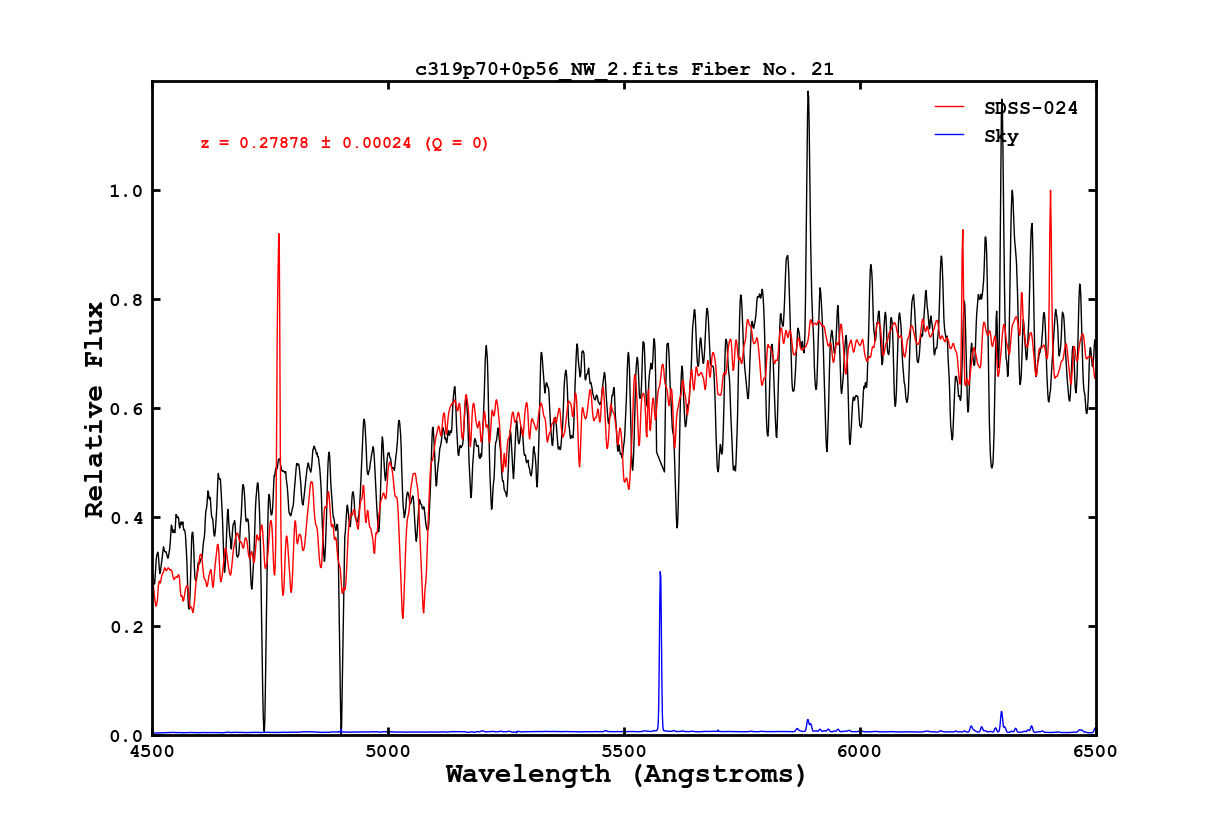 c319p70+0p56_NW_2.fits Fiber No. 21
SDSS-024
Sky
z = 0.27878 ± 0.00024 (Q = 0)
Relative Flux
1.0
0.8
0.6
0.4
0.2
0.0
4500 5000 5500 6000 6500
Wavelength (Angstroms)